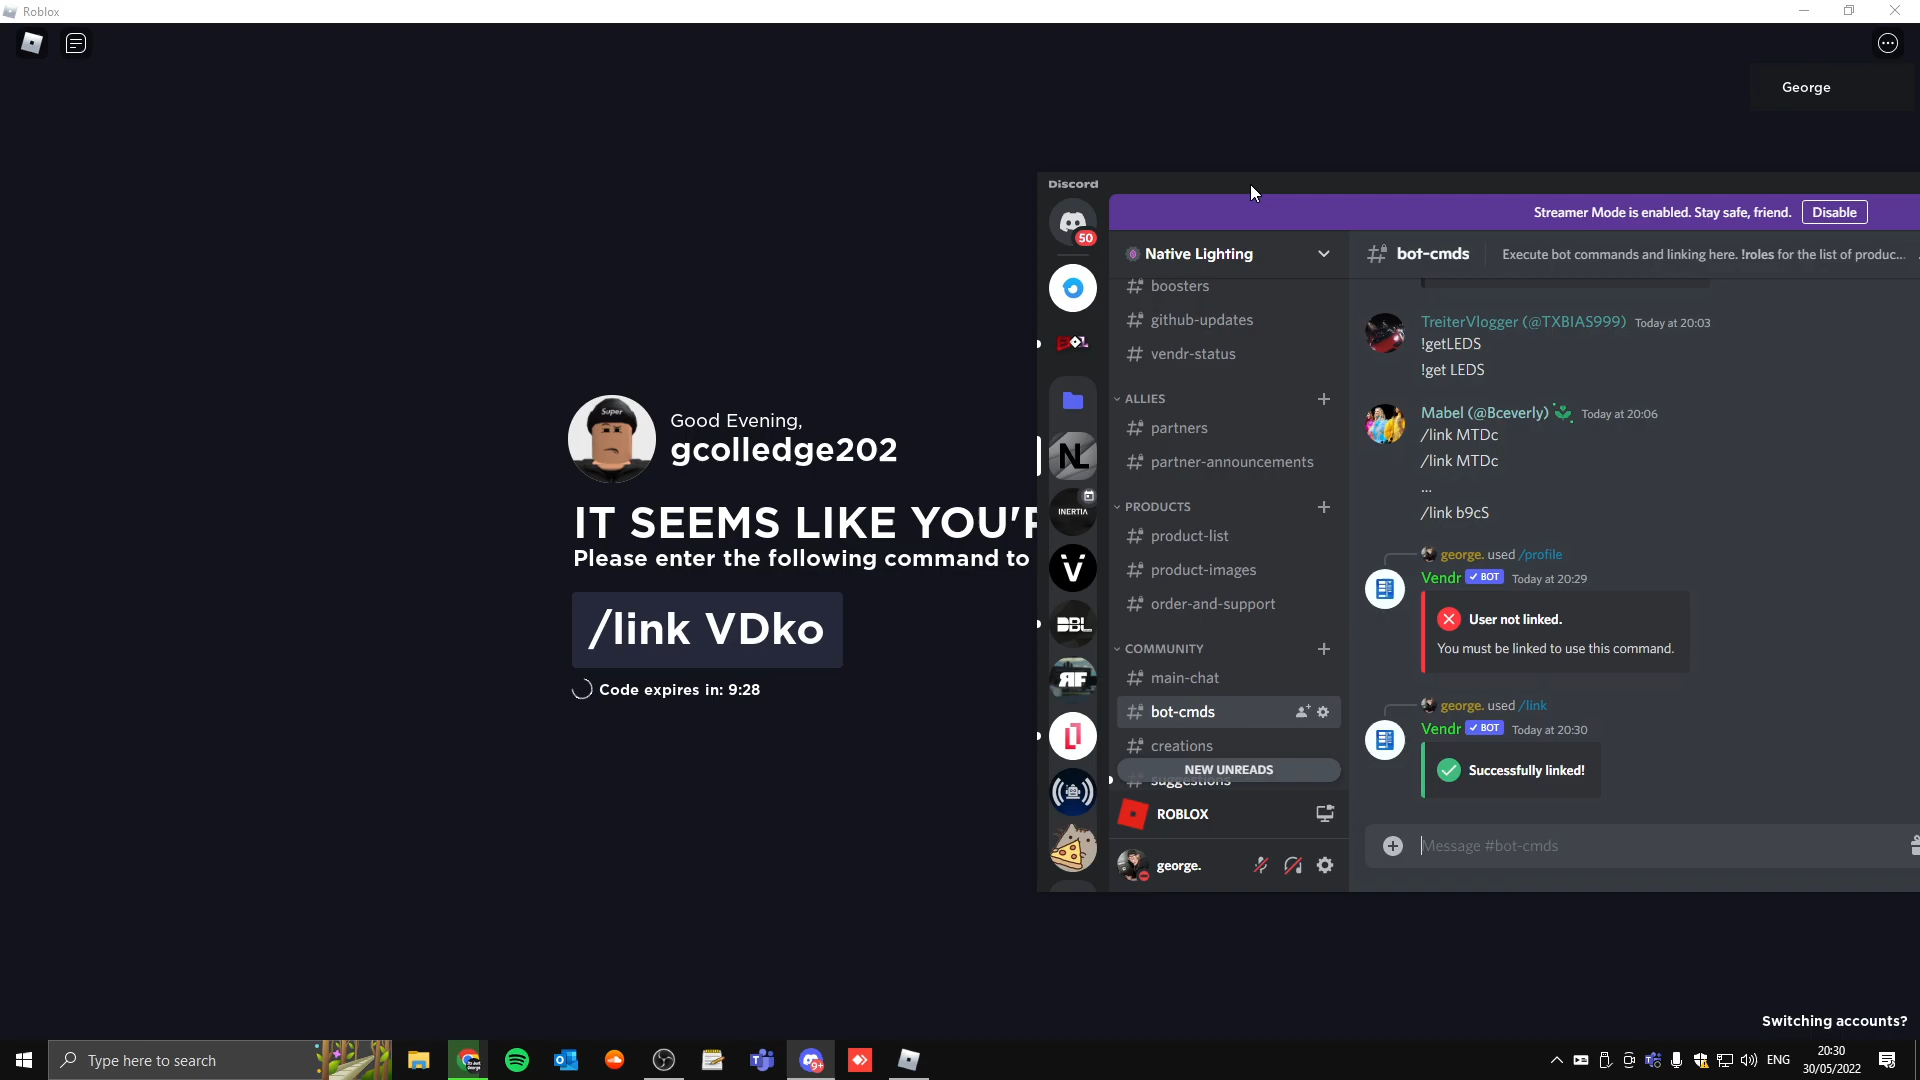 Roblox
George
Super
Good Evening,
gcolledge202
IT SEEMS LIKE YOU'R
Please enter the following command to
/link VDko
Code expires in: 9:28
Discord
50
NL
INERTIA
DBL
Streamer Mode is enabled. Stay safe, friend.
Disable
Native Lighting
boosters
github-updates
vendr-status
ALLIES
partners
partner-announcements
PRODUCTS
product-list
product-images
order-and-support
COMMUNITY
main-chat
bot-cmds
creations
NEW UNREADS
suggestions
ROBLOX
george.
bot-cmds
Execute bot commands and linking here. !roles for the list of produc...
TreiterVlogger (@TXBIAS999) Today at 20:03
!getLEDS
!get LEDS
Mabel (@Bceverly) Today at 20:06
/link MTDc
/link MTDc
...
/link b9cS
george. used /profile
Vendr BOT Today at 20:29
User not linked.
You must be linked to use this command.
george. used /link
Vendr BOT Today at 20:30
Successfully linked!
Message #bot-cmds
Switching accounts?
Type here to search
9+
ENG
20:30
30/05/2022